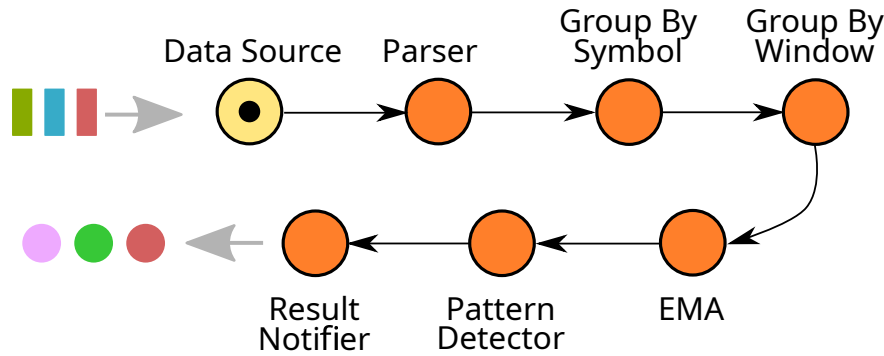 Data Source
Parser
Group By
Symbol
Group By
Window
Result
Notifier
Pattern
Detector
EMA